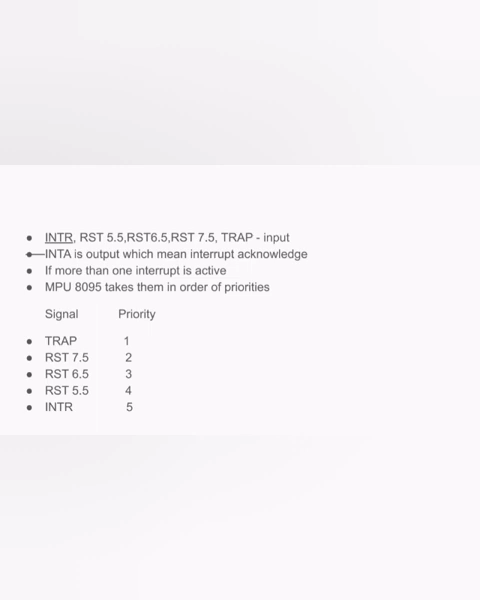 INTR, RST 5.5,RST6.5,RST 7.5, TRAP - input
INTA is output which mean interrupt acknowledge
If more than one interrupt is active
MPU 8095 takes them in order of priorities
Signal Priority
TRAP 1
RST 7.5 2
RST 6.5 3
RST 5.5 4
INTR 5